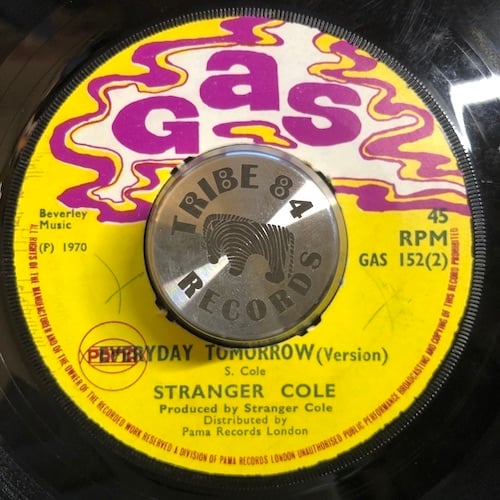 Gas
TRIBE 84
RECORDS
Beverley
Music
(P) 1970
45
RPM
GAS 152(2)
EVERYDAY TOMORROW (Version)
S. Cole
STRANGER COLE
Produced by Stranger Cole
Distributed by
Pama Records London
ALL RIGHTS OF THE MANUFACTURER AND OF THE OWNER OF THE RECORDED WORK RESERVED A DIVISION OF PAMA RECORDS LONDON UNAUTHORISED PUBLIC PERFORMANCE BROADCASTING AND COPYING OF THIS RECORD PROHIBITED